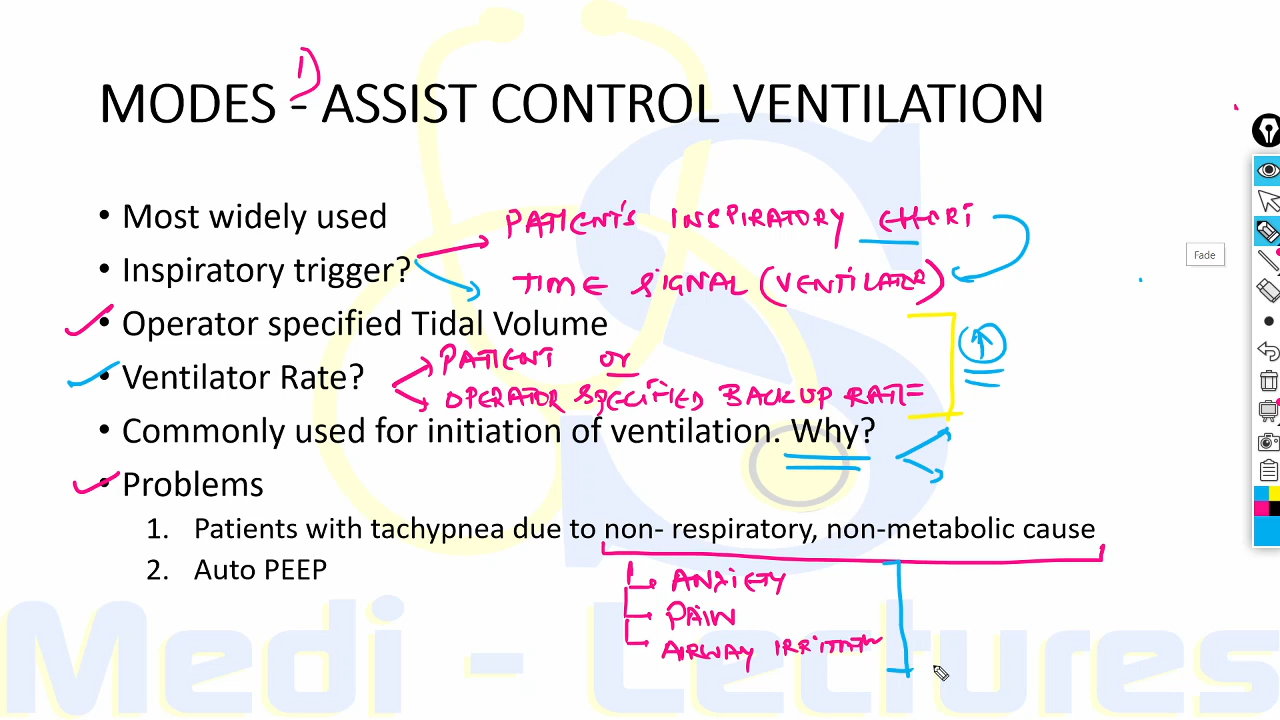 1)
MODES - ASSIST CONTROL VENTILATION
• Most widely used
PATIENT'S INSPIRATORY EFFORT
• Inspiratory trigger?
TIME SIGNAL (VENTILATOR)
Fade
• Operator specified Tidal Volume
PATIENT or
• Ventilator Rate?
OPERATOR SPECIFIED BACKUP RATE
• Commonly used for initiation of ventilation. Why?
• Problems
1. Patients with tachypnea due to non- respiratory, non-metabolic cause
2. Auto PEEP
ANXIETY
PAIN
AIRWAY IRRITATION
Medi - Lectures